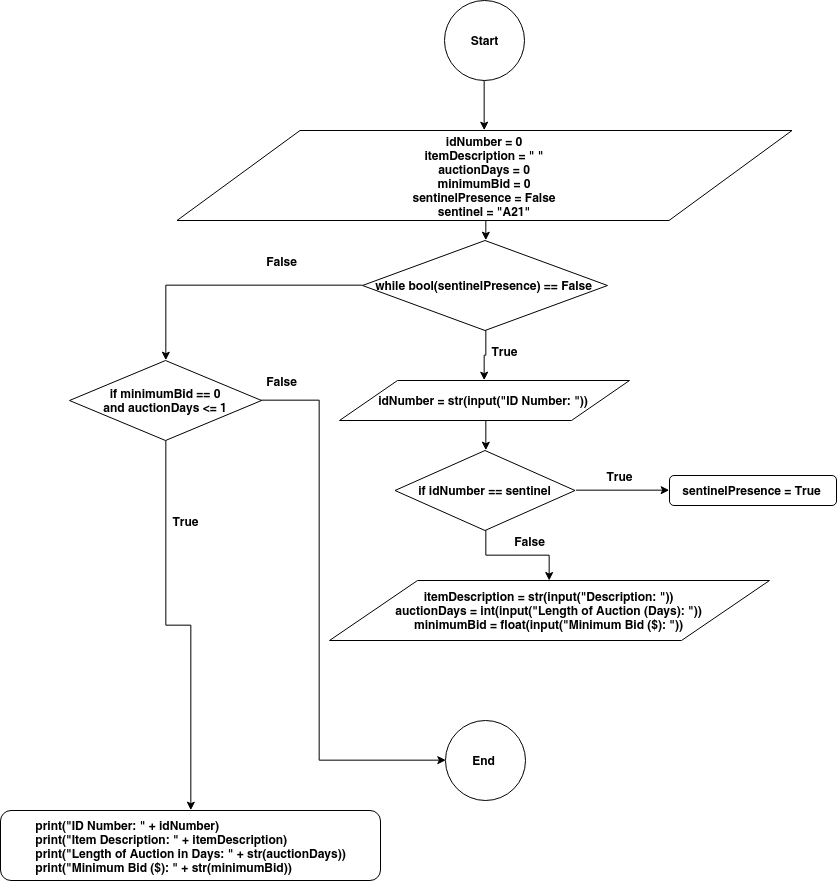 Start
idNumber = 0
itemDescription = " "
auctionDays = 0
minimumBid = 0
sentinelPresence = False
sentinel = "A21"
False
while bool(sentinelPresence) == False
True
if minimumBid == 0
and auctionDays <= 1
False
idNumber = str(input("ID Number: "))
if idNumber == sentinel
True
sentinelPresence = True
True
False
itemDescription = str(input("Description: "))
auctionDays = int(input("Length of Auction (Days): "))
minimumBid = float(input("Minimum Bid ($): "))
End
print("ID Number: " + idNumber)
print("Item Description: " + itemDescription)
print("Length of Auction in Days: " + str(auctionDays))
print("Minimum Bid ($): " + str(minimumBid))